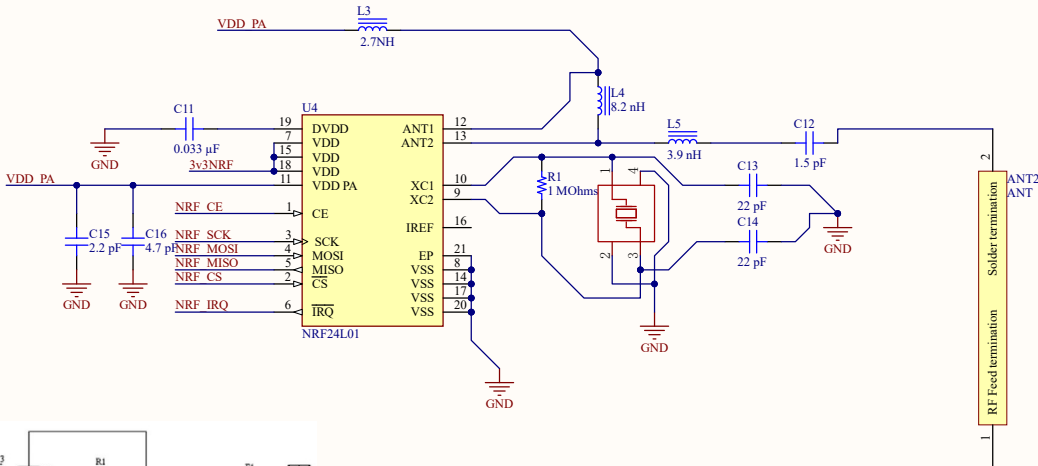 L3
VDD_PA
2.7NH
L4
8.2 nH
C11
0.033 µF
GND
U4
19
DVDD
7
VDD
15
VDD
3v3NRF
18
VDD
VDD_PA
11
VDD PA
NRF_CE
1
CE
NRF_SCK
3
SCK
NRF_MOSI
4
MOSI
NRF_MISO
5
MISO
NRF_CS
2
CS
NRF_IRQ
6
IRQ
NRF24L01
C15
2.2 pF
C16
4.7 pF
GND
GND
ANT1
12
ANT2
13
XC1
10
XC2
9
IREF
16
EP
21
VSS
8
VSS
14
VSS
17
VSS
20
GND
L5
3.9 nH
C12
1.5 pF
R1
1 MOhms
1
4
2
3
GND
C13
22 pF
C14
22 pF
GND
2
ANT2
ANT
Solder termination
RF Feed termination
1
R1